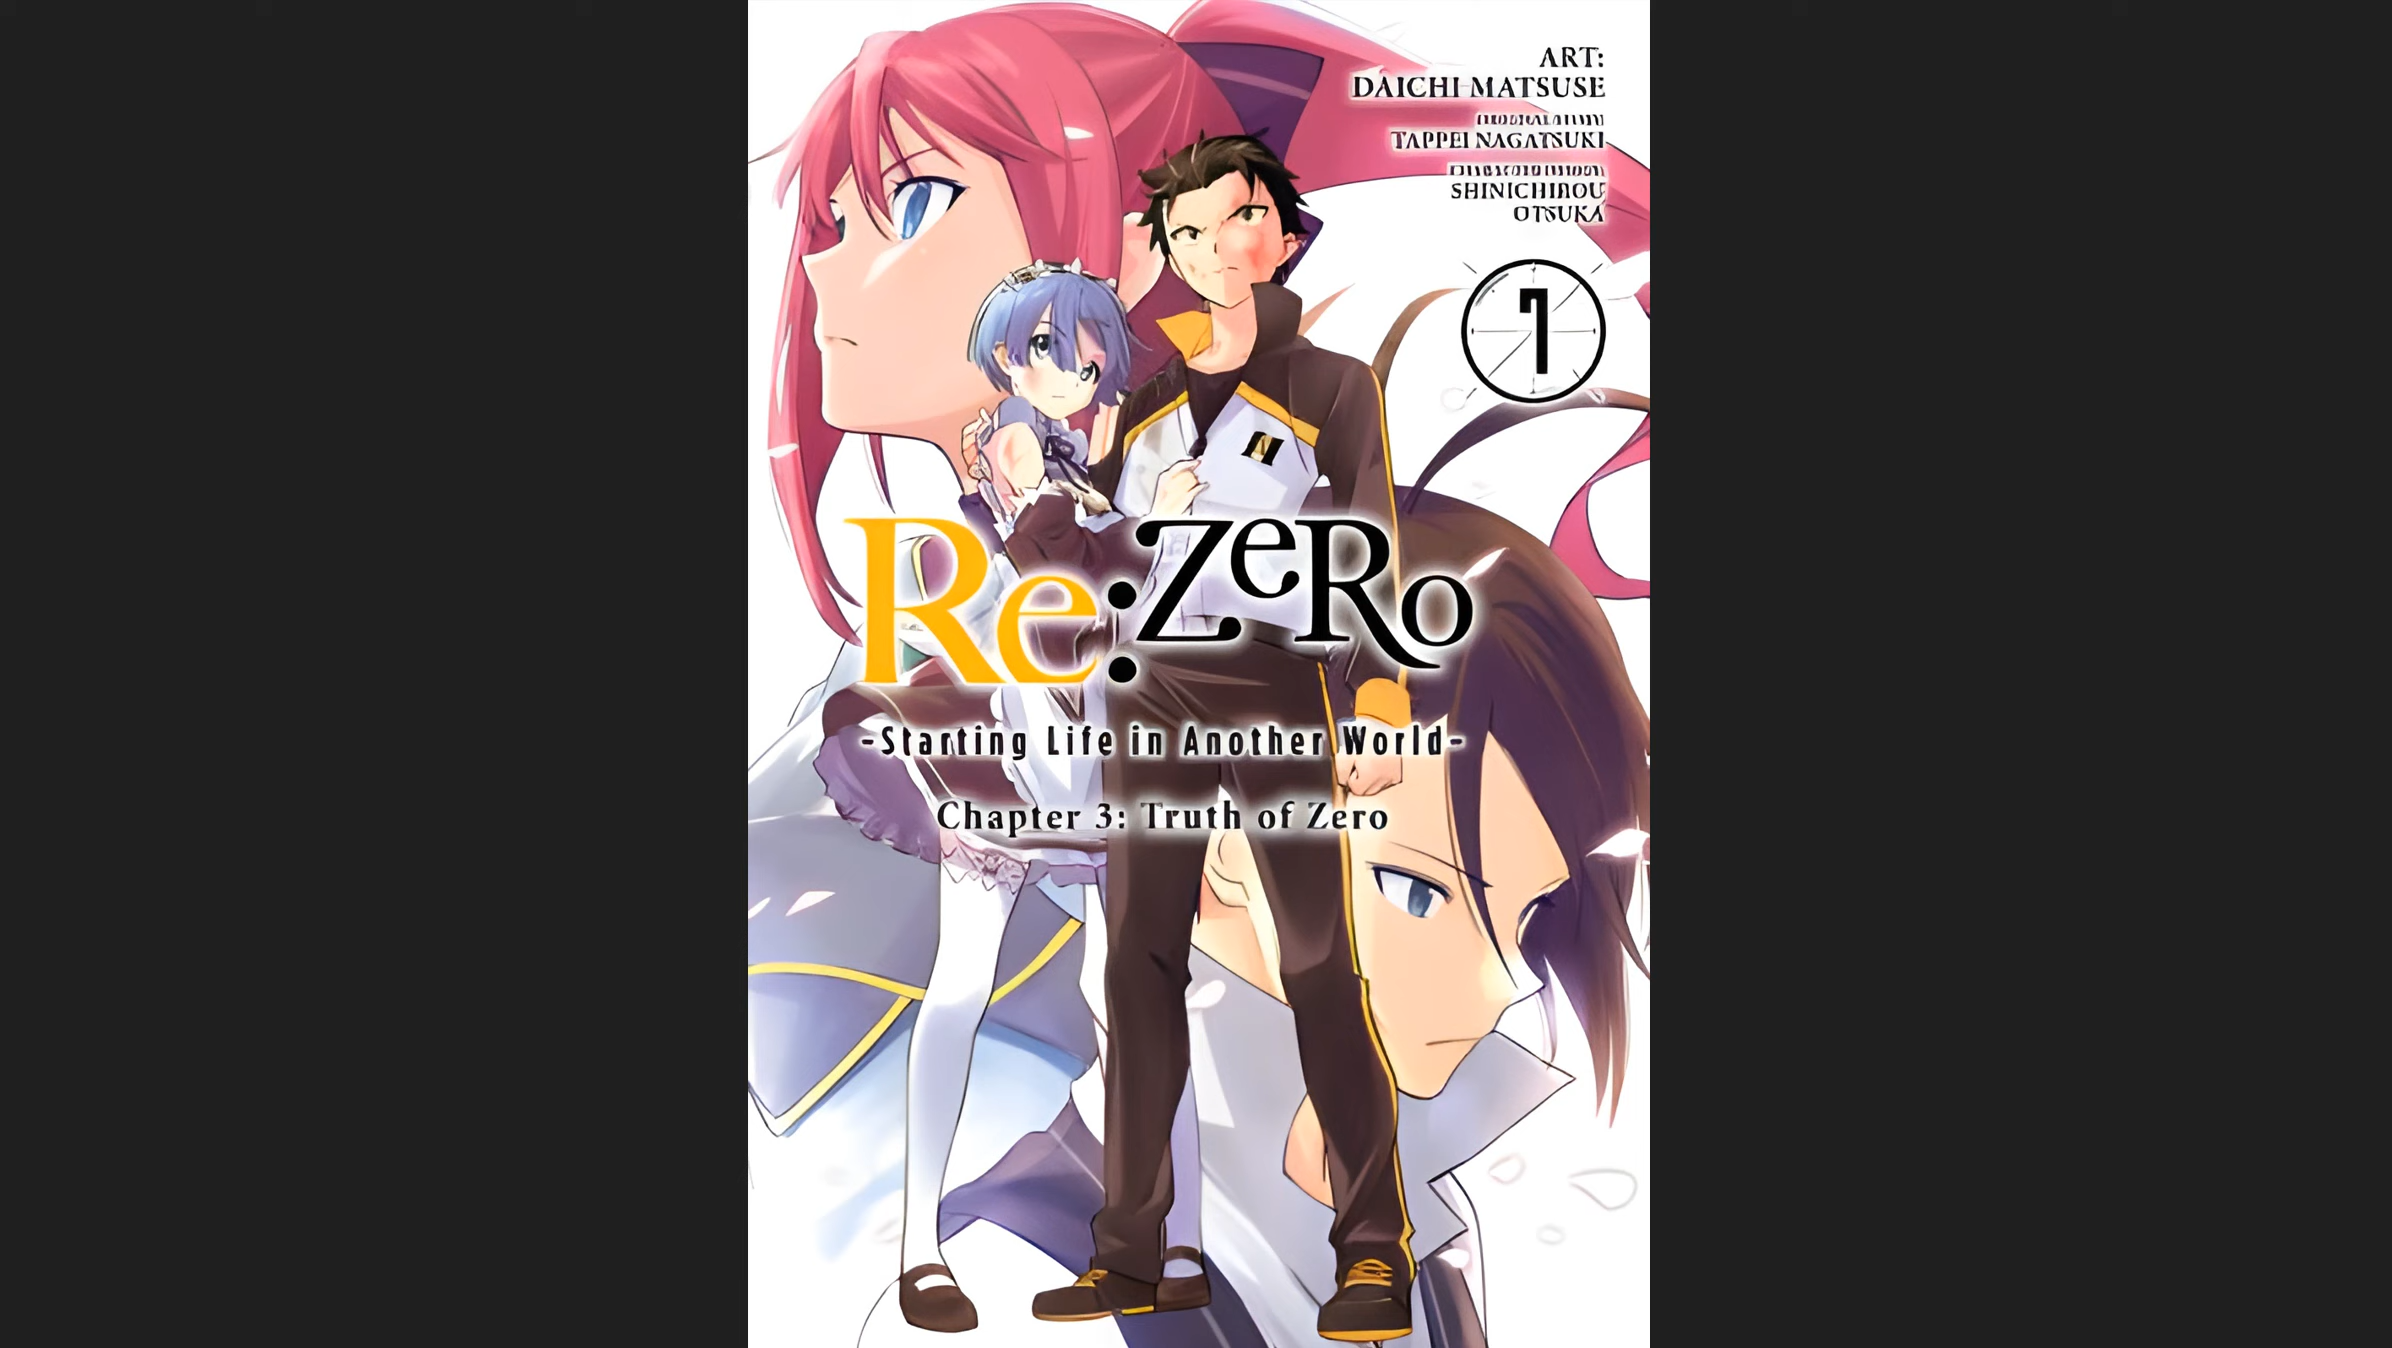 ART:
DAICHI MATSUSE
TAPPEI NAGATSUKI
SHINICHIROU
OTSUKA
7
Re:ZeRo
-Starting Life in Another World-
Chapter 3: Truth of Zero